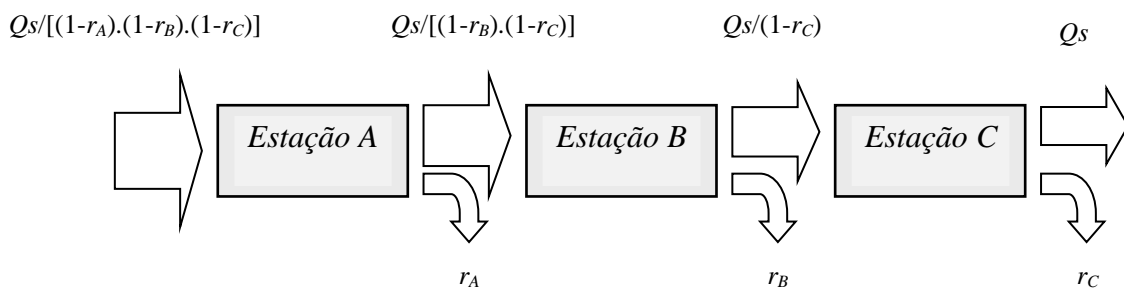 Qs/[(1-rA).(1-rB).(1-rC)] Qs/[(1-rB).(1-rC)] Qs/(1-rC) Qs
Estação A Estação B Estação C
rA rB rC